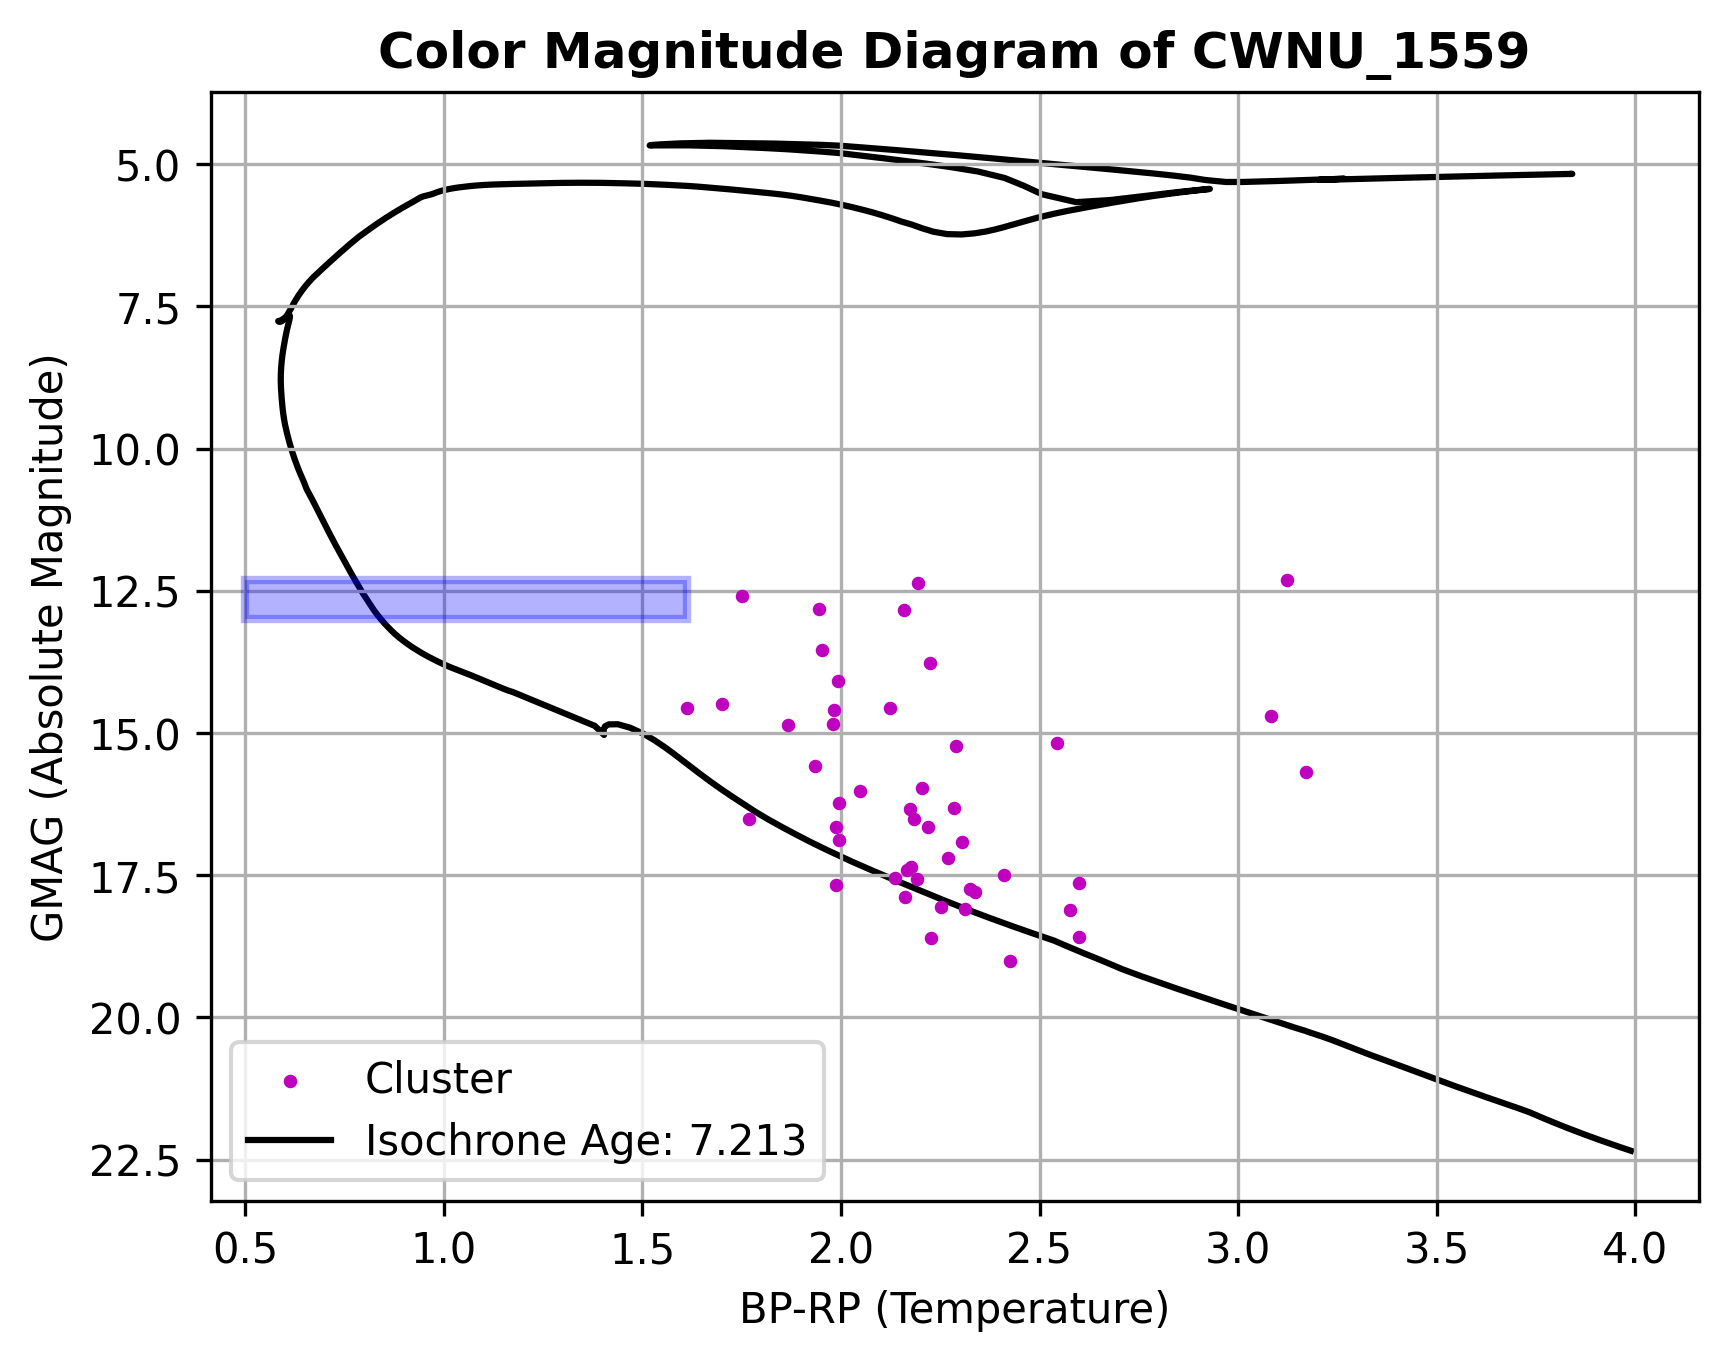 Color Magnitude Diagram of CWNU_1559
GMAG (Absolute Magnitude)
5.0
7.5
10.0
12.5
15.0
17.5
20.0
22.5
Cluster
Isochrone Age: 7.213
0.5 1.0 1.5 2.0 2.5 3.0 3.5 4.0
BP-RP (Temperature)